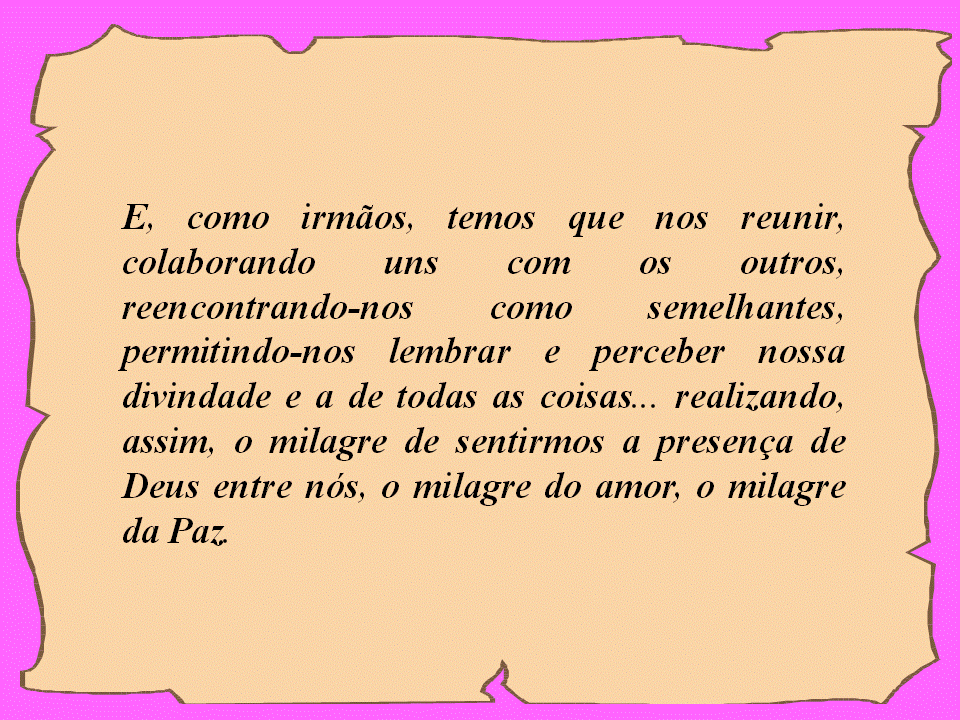 E, como irmãos, temos que nos reunir,
colaborando uns com os outros,
reencontrando-nos como semelhantes,
permitindo-nos lembrar e perceber nossa
divindade e a de todas as coisas... realizando,
assim, o milagre de sentirmos a presença de
Deus entre nós, o milagre do amor, o milagre
da Paz.